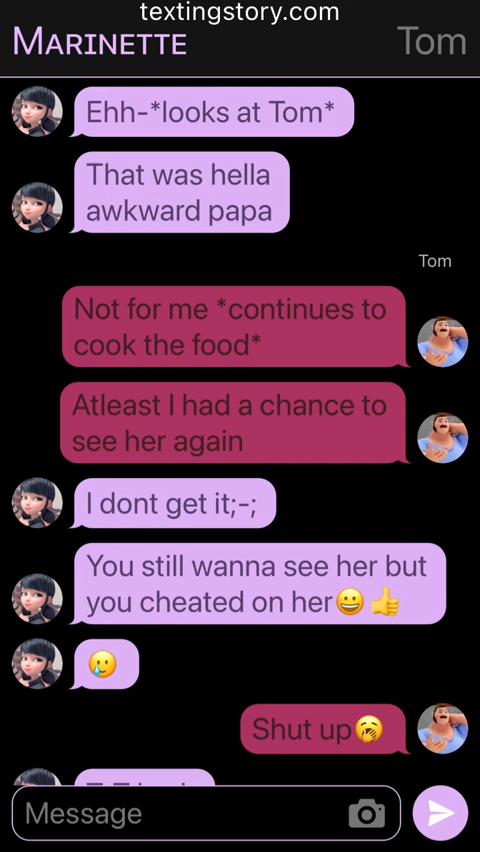 textingstory.com
MARINETTE
Tom
Ehh-*looks at Tom*
That was hella
awkward papa
Tom
Not for me *continues to
cook the food*
Atleast I had a chance to
see her again
I dont get it;-;
You still wanna see her but
you cheated on her😀👍
🥲
Shut up🥱
Message